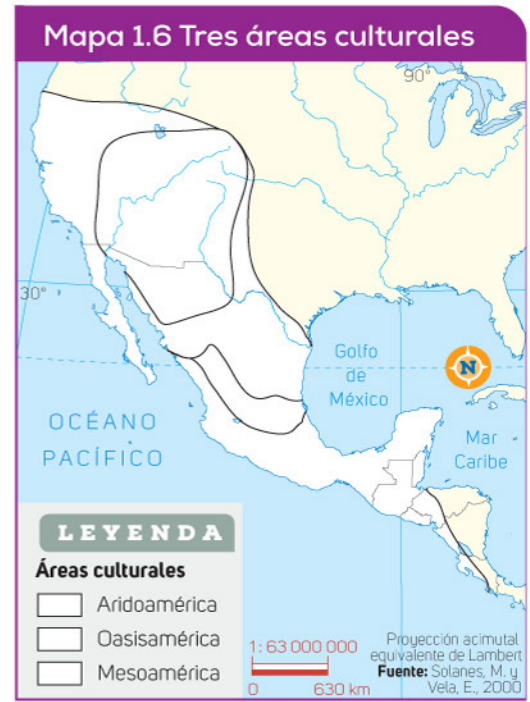 Mapa 1.6 Tres áreas culturales
90°
30°
Golfo
de
México
N
OCÉANO
PACÍFICO
Mar
Caribe
LEYENDA
Áreas culturales
Aridoamérica
Oasisamérica
Mesoamérica
1: 63 000 000
0 630 km
Proyección acimutal
equivalente de Lambert
Fuente: Solanes, M. y
Vela, E., 2000